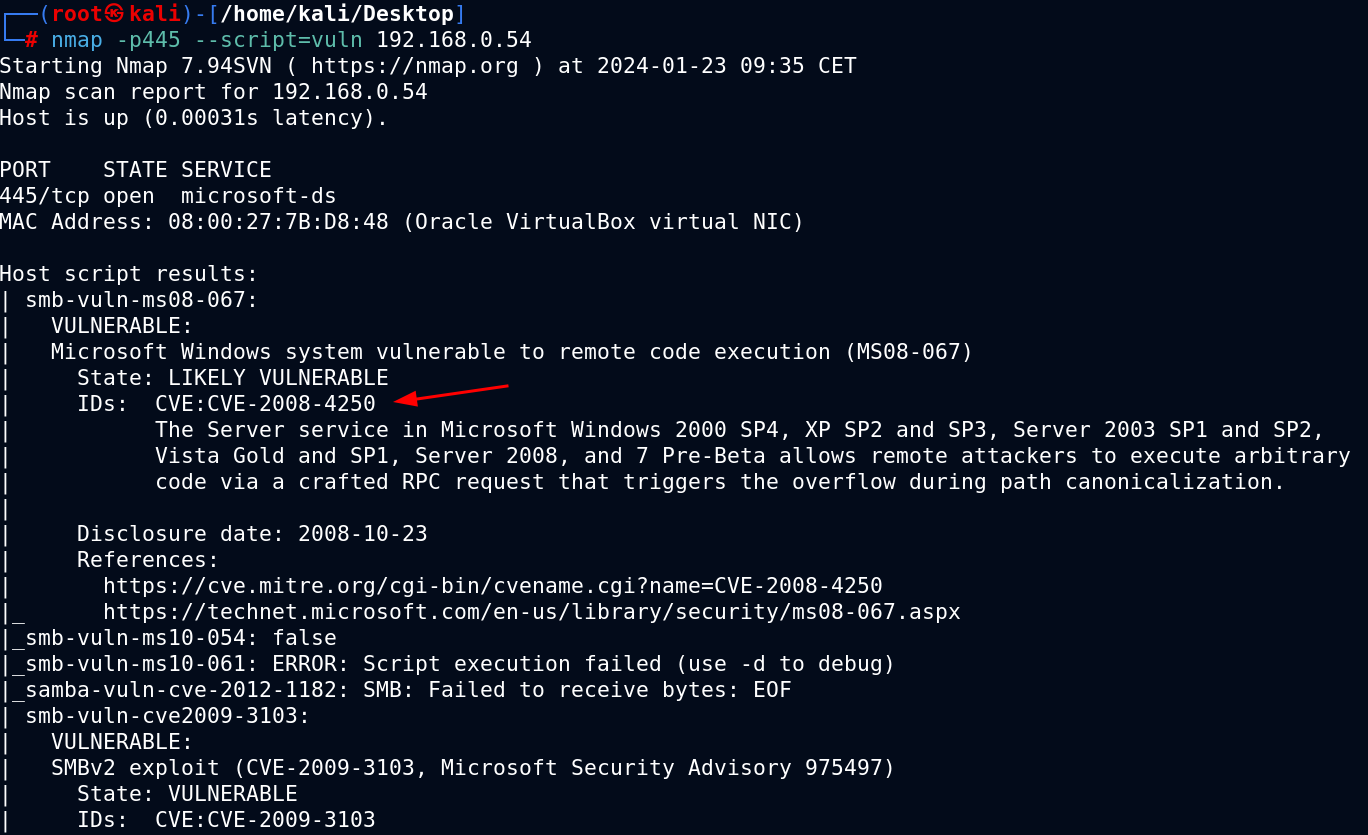 ┌──(root㉿kali)-[/home/kali/Desktop]
└─# nmap -p445 --script=vuln 192.168.0.54
Starting Nmap 7.94SVN ( https://nmap.org ) at 2024-01-23 09:35 CET
Nmap scan report for 192.168.0.54
Host is up (0.00031s latency).

PORT    STATE SERVICE
445/tcp open  microsoft-ds
MAC Address: 08:00:27:7B:D8:48 (Oracle VirtualBox virtual NIC)

Host script results:
| smb-vuln-ms08-067:
|   VULNERABLE:
|   Microsoft Windows system vulnerable to remote code execution (MS08-067)
|     State: LIKELY VULNERABLE
|     IDs:  CVE:CVE-2008-4250
|           The Server service in Microsoft Windows 2000 SP4, XP SP2 and SP3, Server 2003 SP1 and SP2,
|           Vista Gold and SP1, Server 2008, and 7 Pre-Beta allows remote attackers to execute arbitrary
|           code via a crafted RPC request that triggers the overflow during path canonicalization.
|
|     Disclosure date: 2008-10-23
|     References:
|       https://cve.mitre.org/cgi-bin/cvename.cgi?name=CVE-2008-4250
|_      https://technet.microsoft.com/en-us/library/security/ms08-067.aspx
|_smb-vuln-ms10-054: false
|_smb-vuln-ms10-061: ERROR: Script execution failed (use -d to debug)
|_samba-vuln-cve-2012-1182: SMB: Failed to receive bytes: EOF
| smb-vuln-cve2009-3103:
|   VULNERABLE:
|   SMBv2 exploit (CVE-2009-3103, Microsoft Security Advisory 975497)
|     State: VULNERABLE
|     IDs:  CVE:CVE-2009-3103